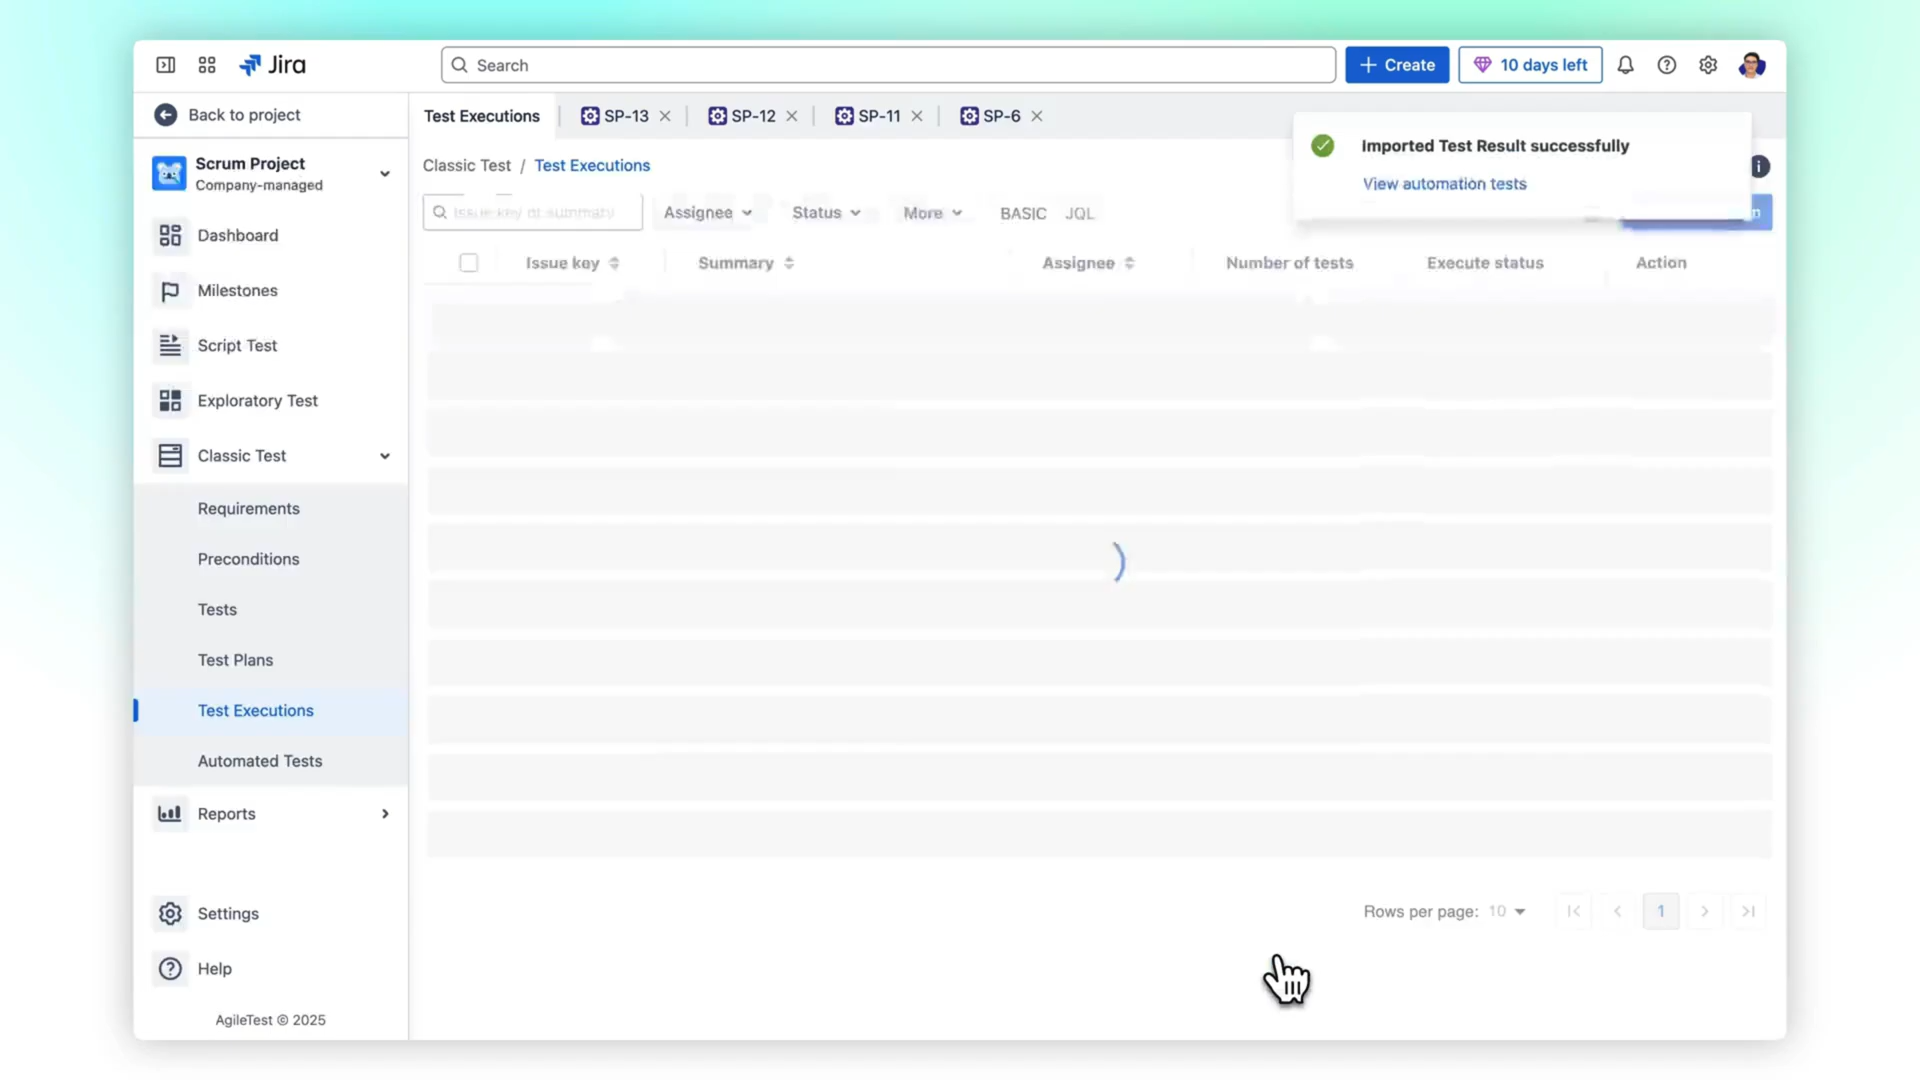 Jira
Search
Create
10 days left
Back to project
Test Executions
SP-13
SP-12
SP-11
SP-6
Imported Test Result successfully
View automation tests
Scrum Project
Company-managed
Classic Test / Test Executions
Issue key or summary
Assignee
Status
More
BASIC
JQL
Issue key
Summary
Assignee
Number of tests
Execute status
Action
Dashboard
Milestones
Script Test
Exploratory Test
Classic Test
Requirements
Preconditions
Tests
Test Plans
Test Executions
Automated Tests
Reports
Rows per page: 10
1
Settings
Help
AgileTest © 2025